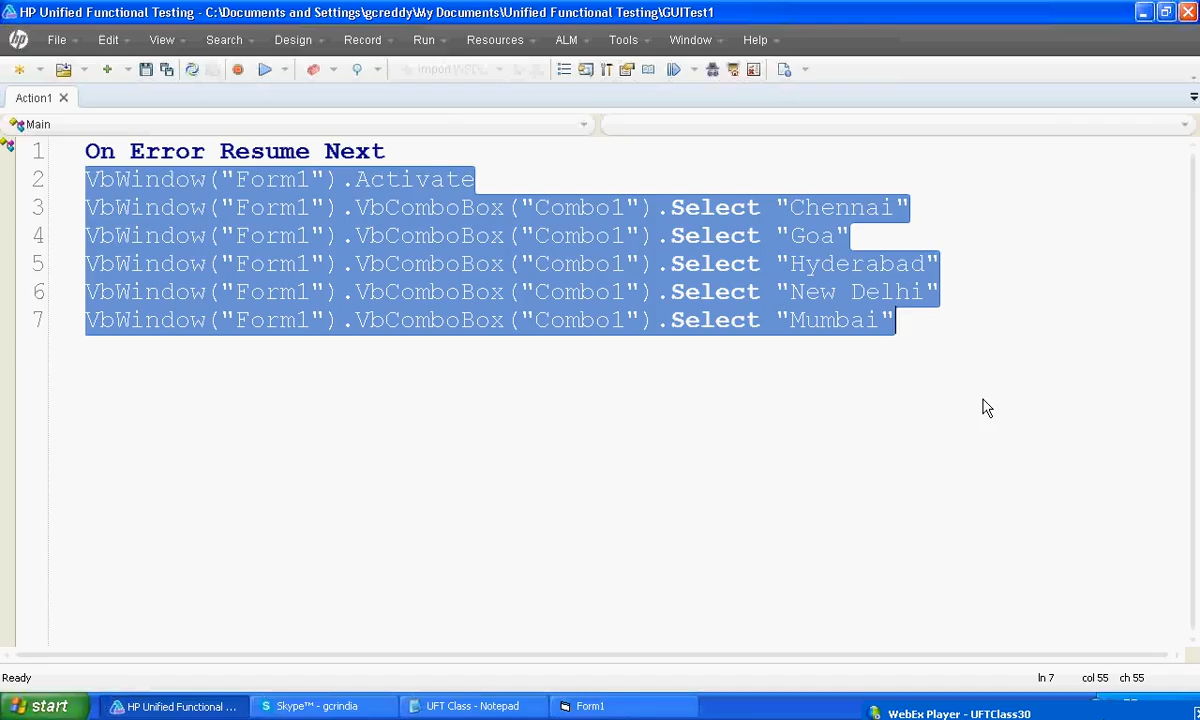 HP Unified Functional Testing - C:\Documents and Settings\gcreddy\My Documents\Unified Functional Testing\GUITest1
hp File Edit View Search Design Record Run Resources ALM Tools Window Help
Action1
Main
1 On Error Resume Next
2 VbWindow("Form1").Activate
3 VbWindow("Form1").VbComboBox("Combo1").Select "Chennai"
4 VbWindow("Form1").VbComboBox("Combo1").Select "Goa"
5 VbWindow("Form1").VbComboBox("Combo1").Select "Hyderabad"
6 VbWindow("Form1").VbComboBox("Combo1").Select "New Delhi"
7 VbWindow("Form1").VbComboBox("Combo1").Select "Mumbai"
Ready ln 7 col 55 ch 55
start HP Unified Functional ... Skype™ - gcrindia UFT Class - Notepad Form1 WebEx Player - UFTClass30